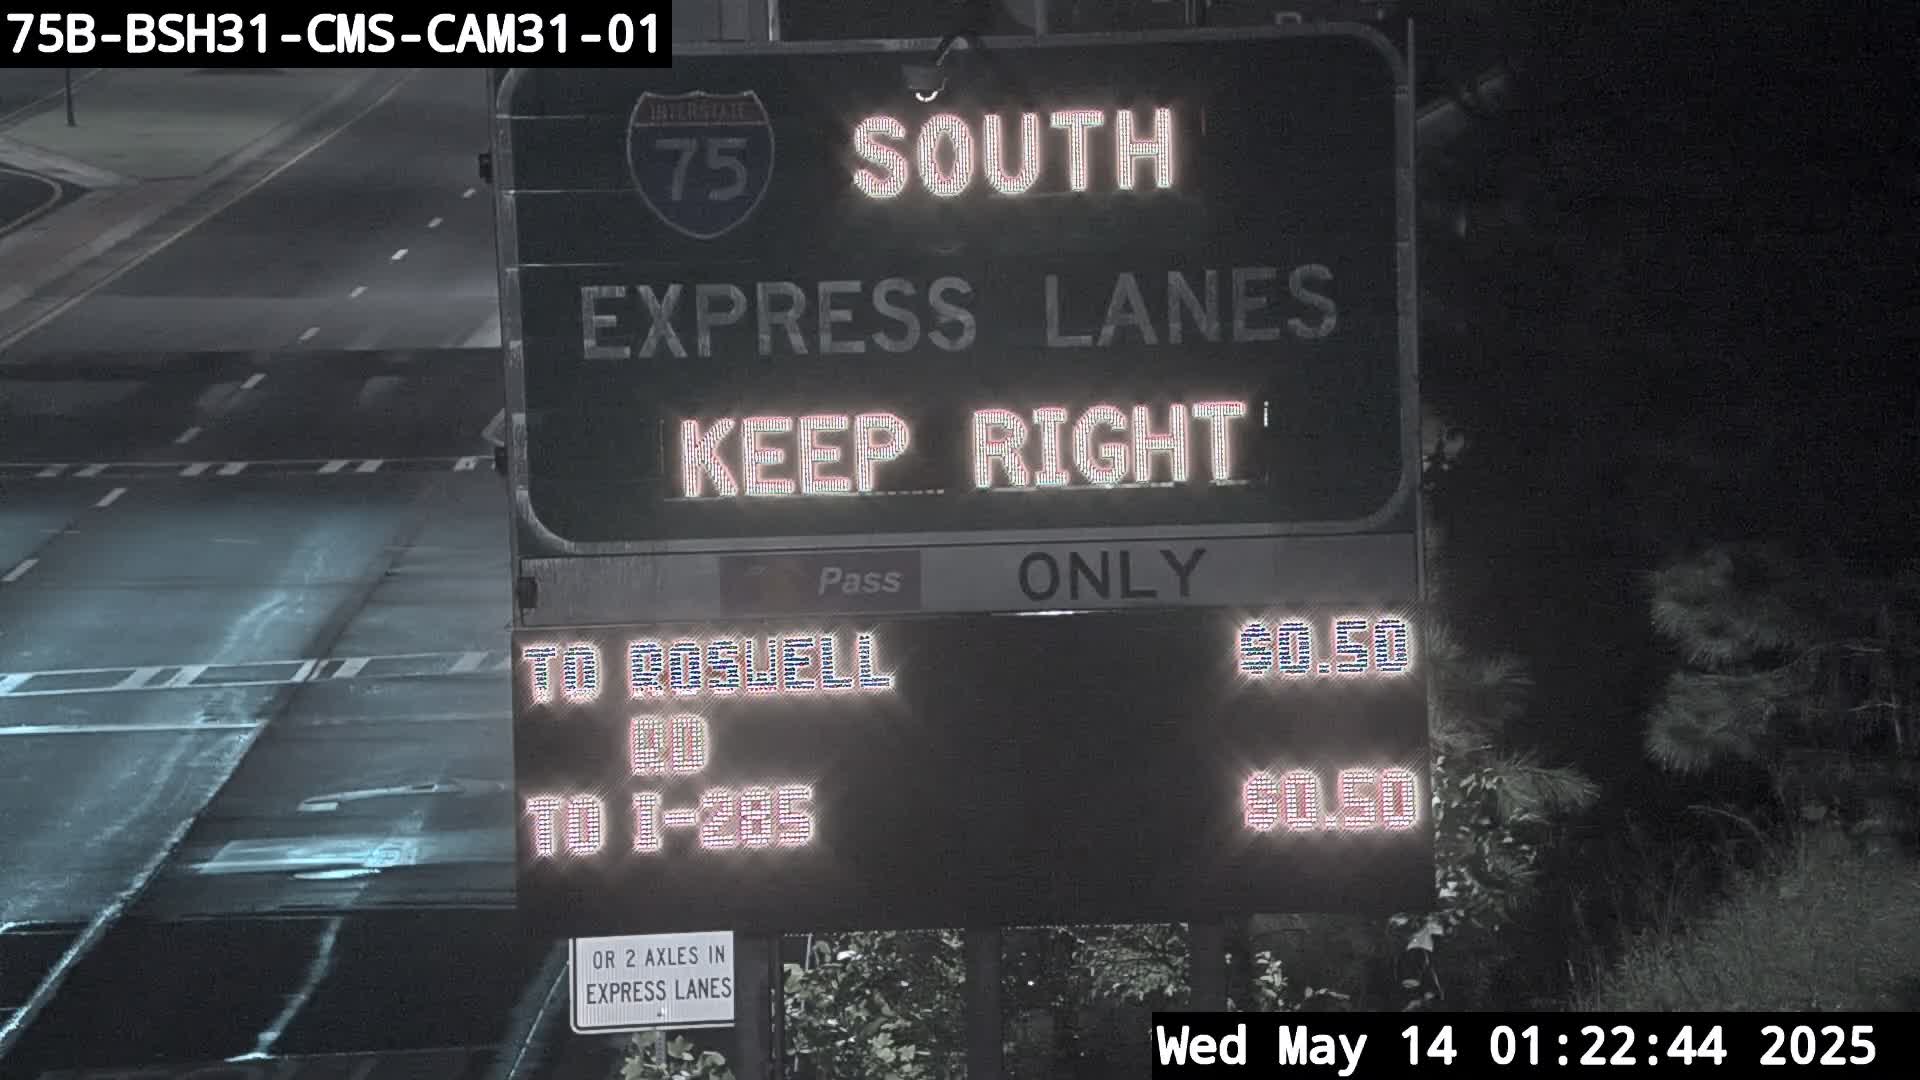 75B-BSH31-CMS-CAM31-01
INTERSTATE
75
SOUTH
EXPRESS LANES
KEEP RIGHT
Pass ONLY
TO ROSWELL $0.50
RD
TO I-285 $0.50
OR 2 AXLES IN
EXPRESS LANES
Wed May 14 01:22:44 2025